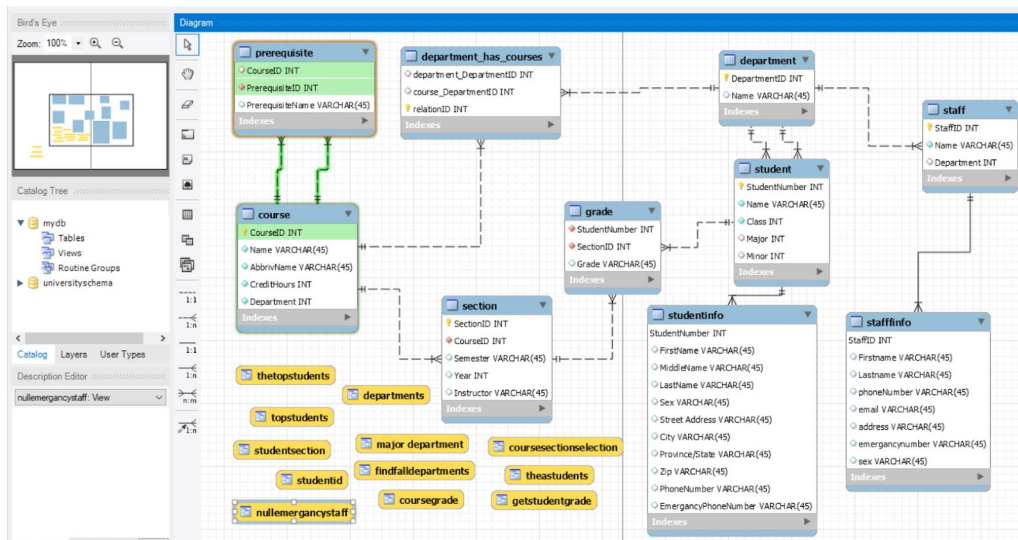 Bird's Eye
Zoom: 100%
Catalog Tree
mydb
Tables
Views
Routine Groups
universityschema
Catalog Layers User Types
Description Editor
nullemergancystaff: View
Diagram
1:1
1:n
1:1
1:n
n:m
1:n
prerequisite
CourseID INT
PrerequisiteID INT
PrerequisiteName VARCHAR(45)
Indexes
department_has_courses
department_DepartmentID INT
course_DepartmentID INT
relationID INT
Indexes
department
DepartmentID INT
Name VARCHAR(45)
Indexes
staff
StaffID INT
Name VARCHAR(45)
Department INT
Indexes
student
StudentNumber INT
Name VARCHAR(45)
Class INT
Major INT
Minor INT
Indexes
course
CourseID INT
Name VARCHAR(45)
AbbrivName VARCHAR(45)
CreditHours INT
Department INT
Indexes
grade
StudentNumber INT
SectionID INT
Grade VARCHAR(45)
Indexes
section
SectionID INT
CourseID INT
Semester VARCHAR(45)
Year INT
Instructor VARCHAR(45)
Indexes
studentinfo
StudentNumber INT
FirstName VARCHAR(45)
MiddleName VARCHAR(45)
LastName VARCHAR(45)
Sex VARCHAR(45)
Street Address VARCHAR(45)
City VARCHAR(45)
Province/State VARCHAR(45)
Zip VARCHAR(45)
PhoneNumber VARCHAR(45)
EmergancyPhoneNumber VARCHAR(45)
Indexes
stafffinfo
StaffID INT
Firstname VARCHAR(45)
Lastname VARCHAR(45)
phoneNumber VARCHAR(45)
email VARCHAR(45)
address VARCHAR(45)
emergancynumber VARCHAR(45)
sex VARCHAR(45)
Indexes
thetopstudents
departments
topstudents
studentsection
major department
coursesectionselection
findfalldepartments
studentid
theastudents
coursegrade
getstudentgrade
nullemergancystaff